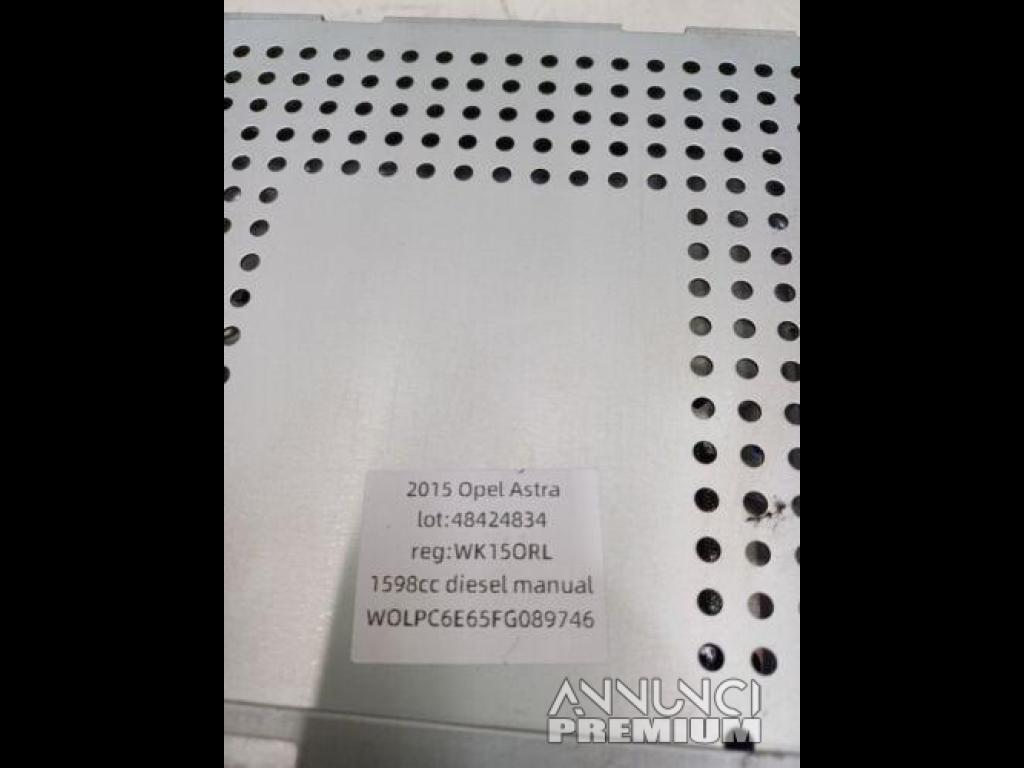 2015 Opel Astra
lot:48424834
reg:WK15ORL
1598cc diesel manual
WOLPC6E65FG089746
ANNUNCI
PREMIUM